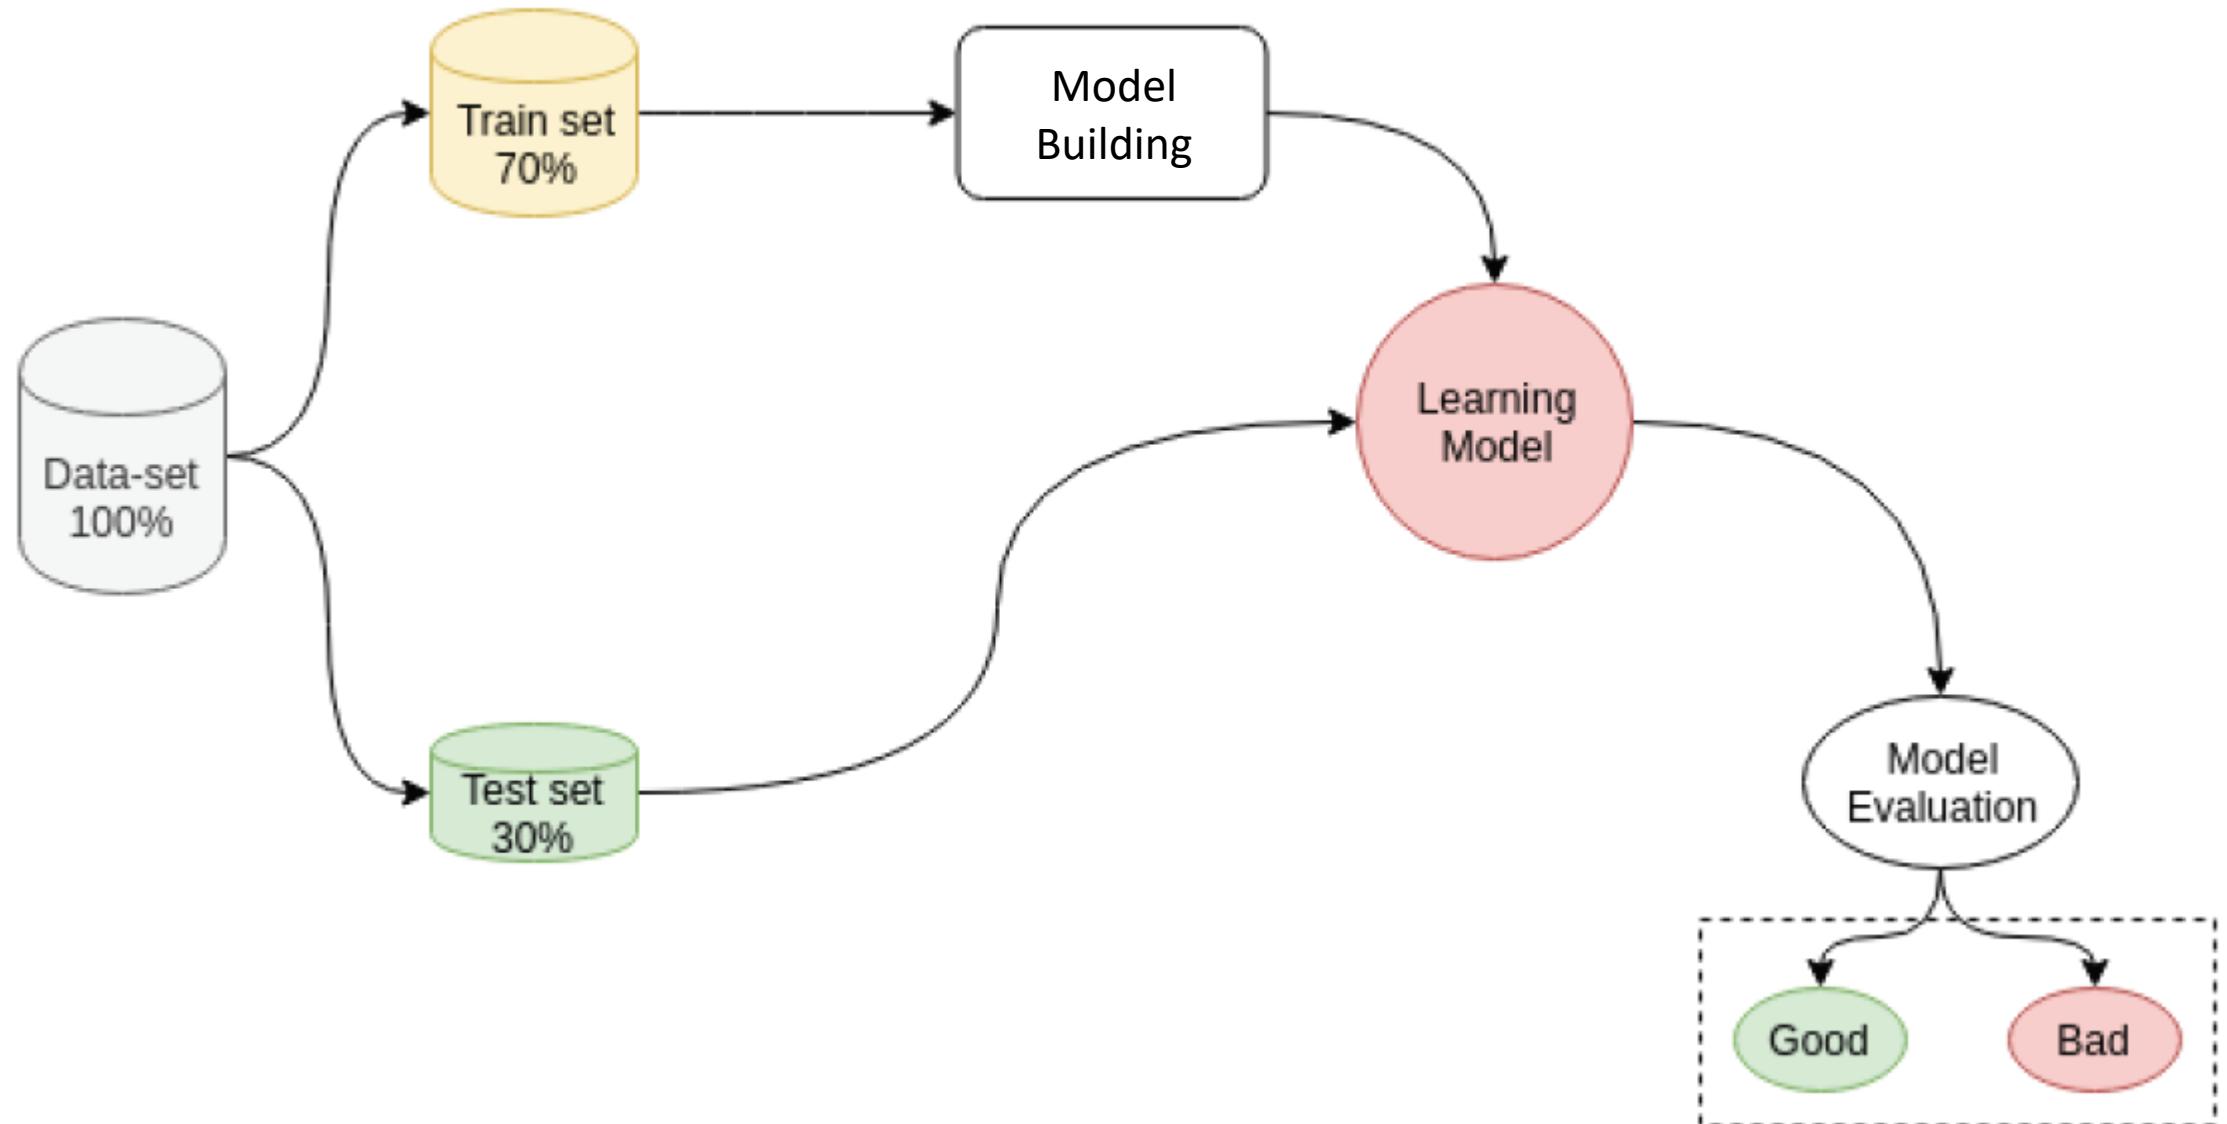 Train set
70%
Model
Building
Data-set
100%
Learning
Model
Test set
30%
Model
Evaluation
Good
Bad